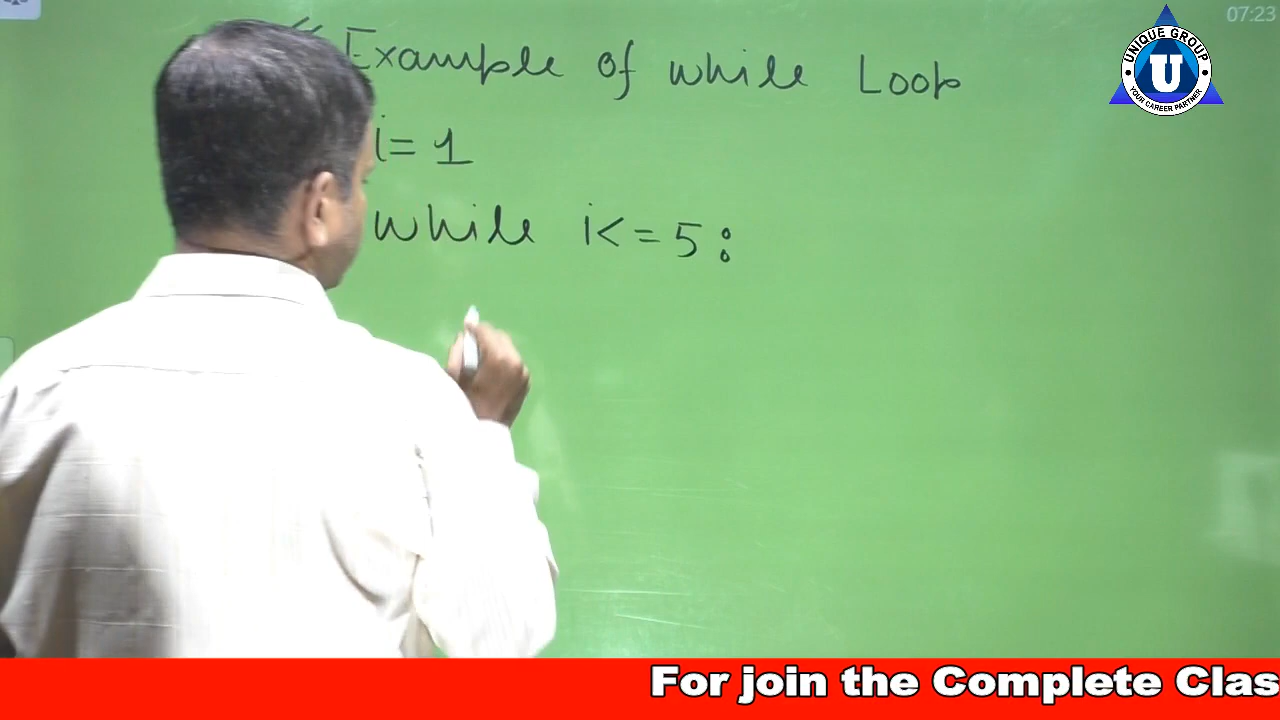 07:23
UNIQUE GROUP
U
YOUR CAREER PARTNER
Example of while Loop
i= 1
while i<=5:
For join the Complete Clas